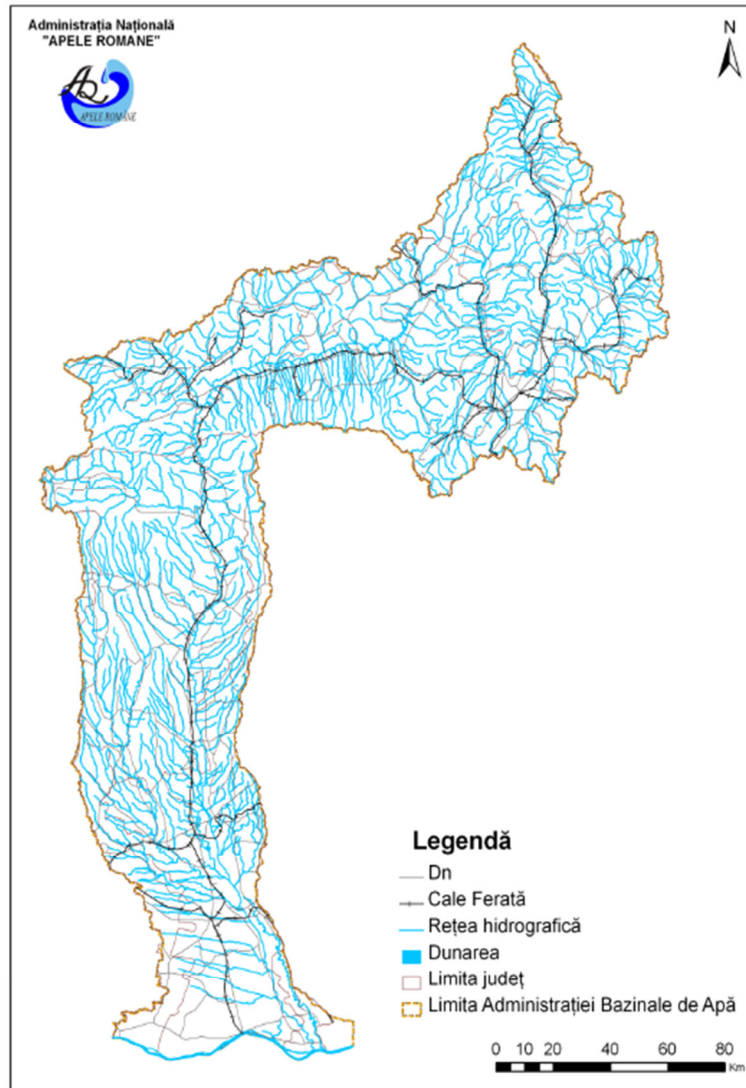 Administrația Națională
"APELE ROMANE"
APELE ROMÂNE
N
Legendă
Dn
Cale Ferată
Rețea hidrografică
Dunarea
Limita județ
Limita Administrației Bazinale de Apă
0 10 20 40 60 80
Km